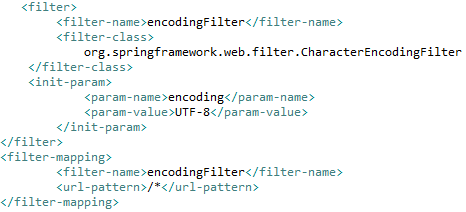 <filter>
<filter-name>encodingFilter</filter-name>
<filter-class>
org.springframework.web.filter.CharacterEncodingFilter
</filter-class>
<init-param>
<param-name>encoding</param-name>
<param-value>UTF-8</param-value>
</init-param>
</filter>
<filter-mapping>
<filter-name>encodingFilter</filter-name>
<url-pattern>/*</url-pattern>
</filter-mapping>